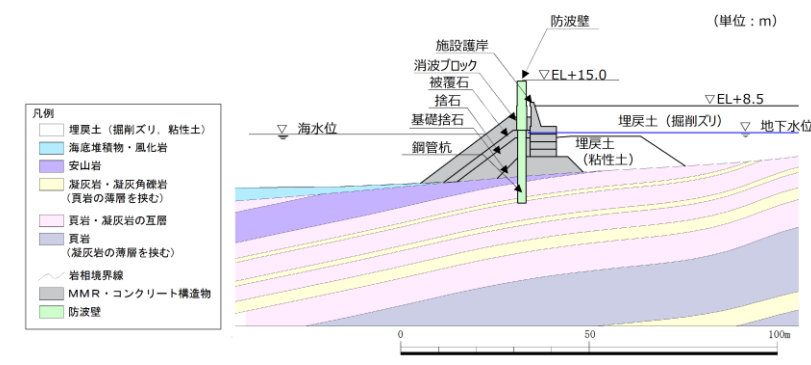 防波壁
(単位：m)
施設護岸
消波ブロック
被覆石
捨石
基礎捨石
鋼管杭
▽EL+15.0
▽EL+8.5
埋戻土（掘削ズリ）
▽ 地下水位
埋戻土
（粘性土）
▽ 海水位
凡例
埋戻土（掘削ズリ，粘性土）
海底堆積物・風化岩
安山岩
凝灰岩・凝灰角礫岩
(頁岩の薄層を挟む)
頁岩・凝灰岩の互層
頁岩
(凝灰岩の薄層を挟む)
岩相境界線
ＭＭＲ・コンクリート構造物
防波壁
0
50
100m